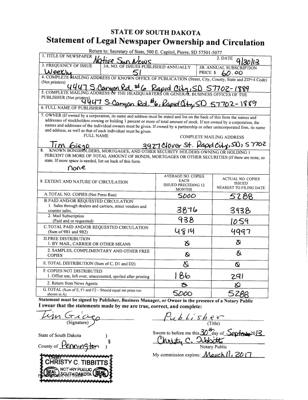 STATE OF SOUTH DAKOTA
Statement of Legal Newspaper Ownership and Circulation
Return to: Secretary of State, 500 E. Capitol, Pierre, SD 57501-5077
1. TITLE OF NEWSPAPER Native Sun News
2. DATE 9/30/13
3. FREQUENCY OF ISSUE Weekly
3A. NO. OF ISSUES PUBLISHED ANNUALLY 51
3B. ANNUAL SUBSCRIPTION PRICE $ 60.00
4. COMPLETE MAILING ADDRESS OF KNOWN OFFICE OF PUBLICATION (Street, City, County, State and ZIP+4 Code) (Not printers)
4447 S. Canyon Rd. #6, Rapid City, SD 57702-1889
5. COMPLETE MAILING ADDRESS OF THE HEADQUARTERS OF GENERAL BUSINESS OFFICES OF THE PUBLISHER (Not printer)
4447 S. Canyon Rd #6 Rapid City, SD 57702-1889
6. FULL NAME OF PUBLISHER:
7. OWNER (If owned by a corporation, its name and address must be stated and list on the back of this form the names and
addresses of stockholders owning or holding 1 percent or more of total amount of stock. If not owned by a corporation, the
names and addresses of the individual owners must be given. If owned by a partnership or other unincorporated firm, its name
and address, as well as that of each individual must be given.
FULL NAME COMPLETE MAILING ADDRESS
Tim Giago 3427 Clover St. Rapid City, SD 57702
8. KNOWN BONDHOLDERS, MORTGAGEES, AND OTHER SECURITY HOLDERS OWNING OR HOLDING 1
PERCENT OR MORE OF TOTAL AMOUNT OF BONDS, MORTGAGES OR OTHER SECURITIES (If there are none, so
state. If more space is needed, list on back of this form.
none
9. EXTENT AND NATURE OF CIRCULATION
AVERAGE NO. COPIES EACH ISSUED PRECEDING 12 MONTHS
ACTUAL NO. COPIES ISSUED NEAREST TO FILING DATE
A. TOTAL NO. COPIES (Net Press Run) 5000 5288
B. PAID AND/OR REQUESTED CIRCULATION
1. Sales through dealers and carriers, street vendors and counter sales. 3876 3938
2. Mail Subscription (Paid and or requested) 938 1059
C. TOTAL PAID AND/OR REQUESTED CIRCULATION (Sum of 9B1 and 9B2) 4814 4997
D. FREE DISTRIBUTION
1. BY MAIL, CARRIER OR OTHER MEANS
2. SAMPLES, COMPLIMENTARY AND OTHER FREE COPIES
E. TOTAL DISTRIBUTION (Sum of C, D1 and D2)
F. COPIES NOT DISTRIBUTED
1. Office use, left over, unaccounted, spoiled after printing 186 291
2. Return from News Agents
G. TOTAL (Sum of E, F1 and F2 – Should equal net press run shown in A) 5000 5288
Statement must be signed by Publisher, Business Manager, or Owner in the presence of a Notary Public
I swear that the statements made by me are true, correct, and complete:
Tim Giago Publisher
(Signature) (Title)
State of South Dakota )
County of Pennington )
Sworn to before me this 30th day of September 13.
Christy C. Tibbitts
Notary Public
My commission expires: March 11, 2017
CHRISTY C. TIBBITTS
NOTARY PUBLIC
SOUTH DAKOTA